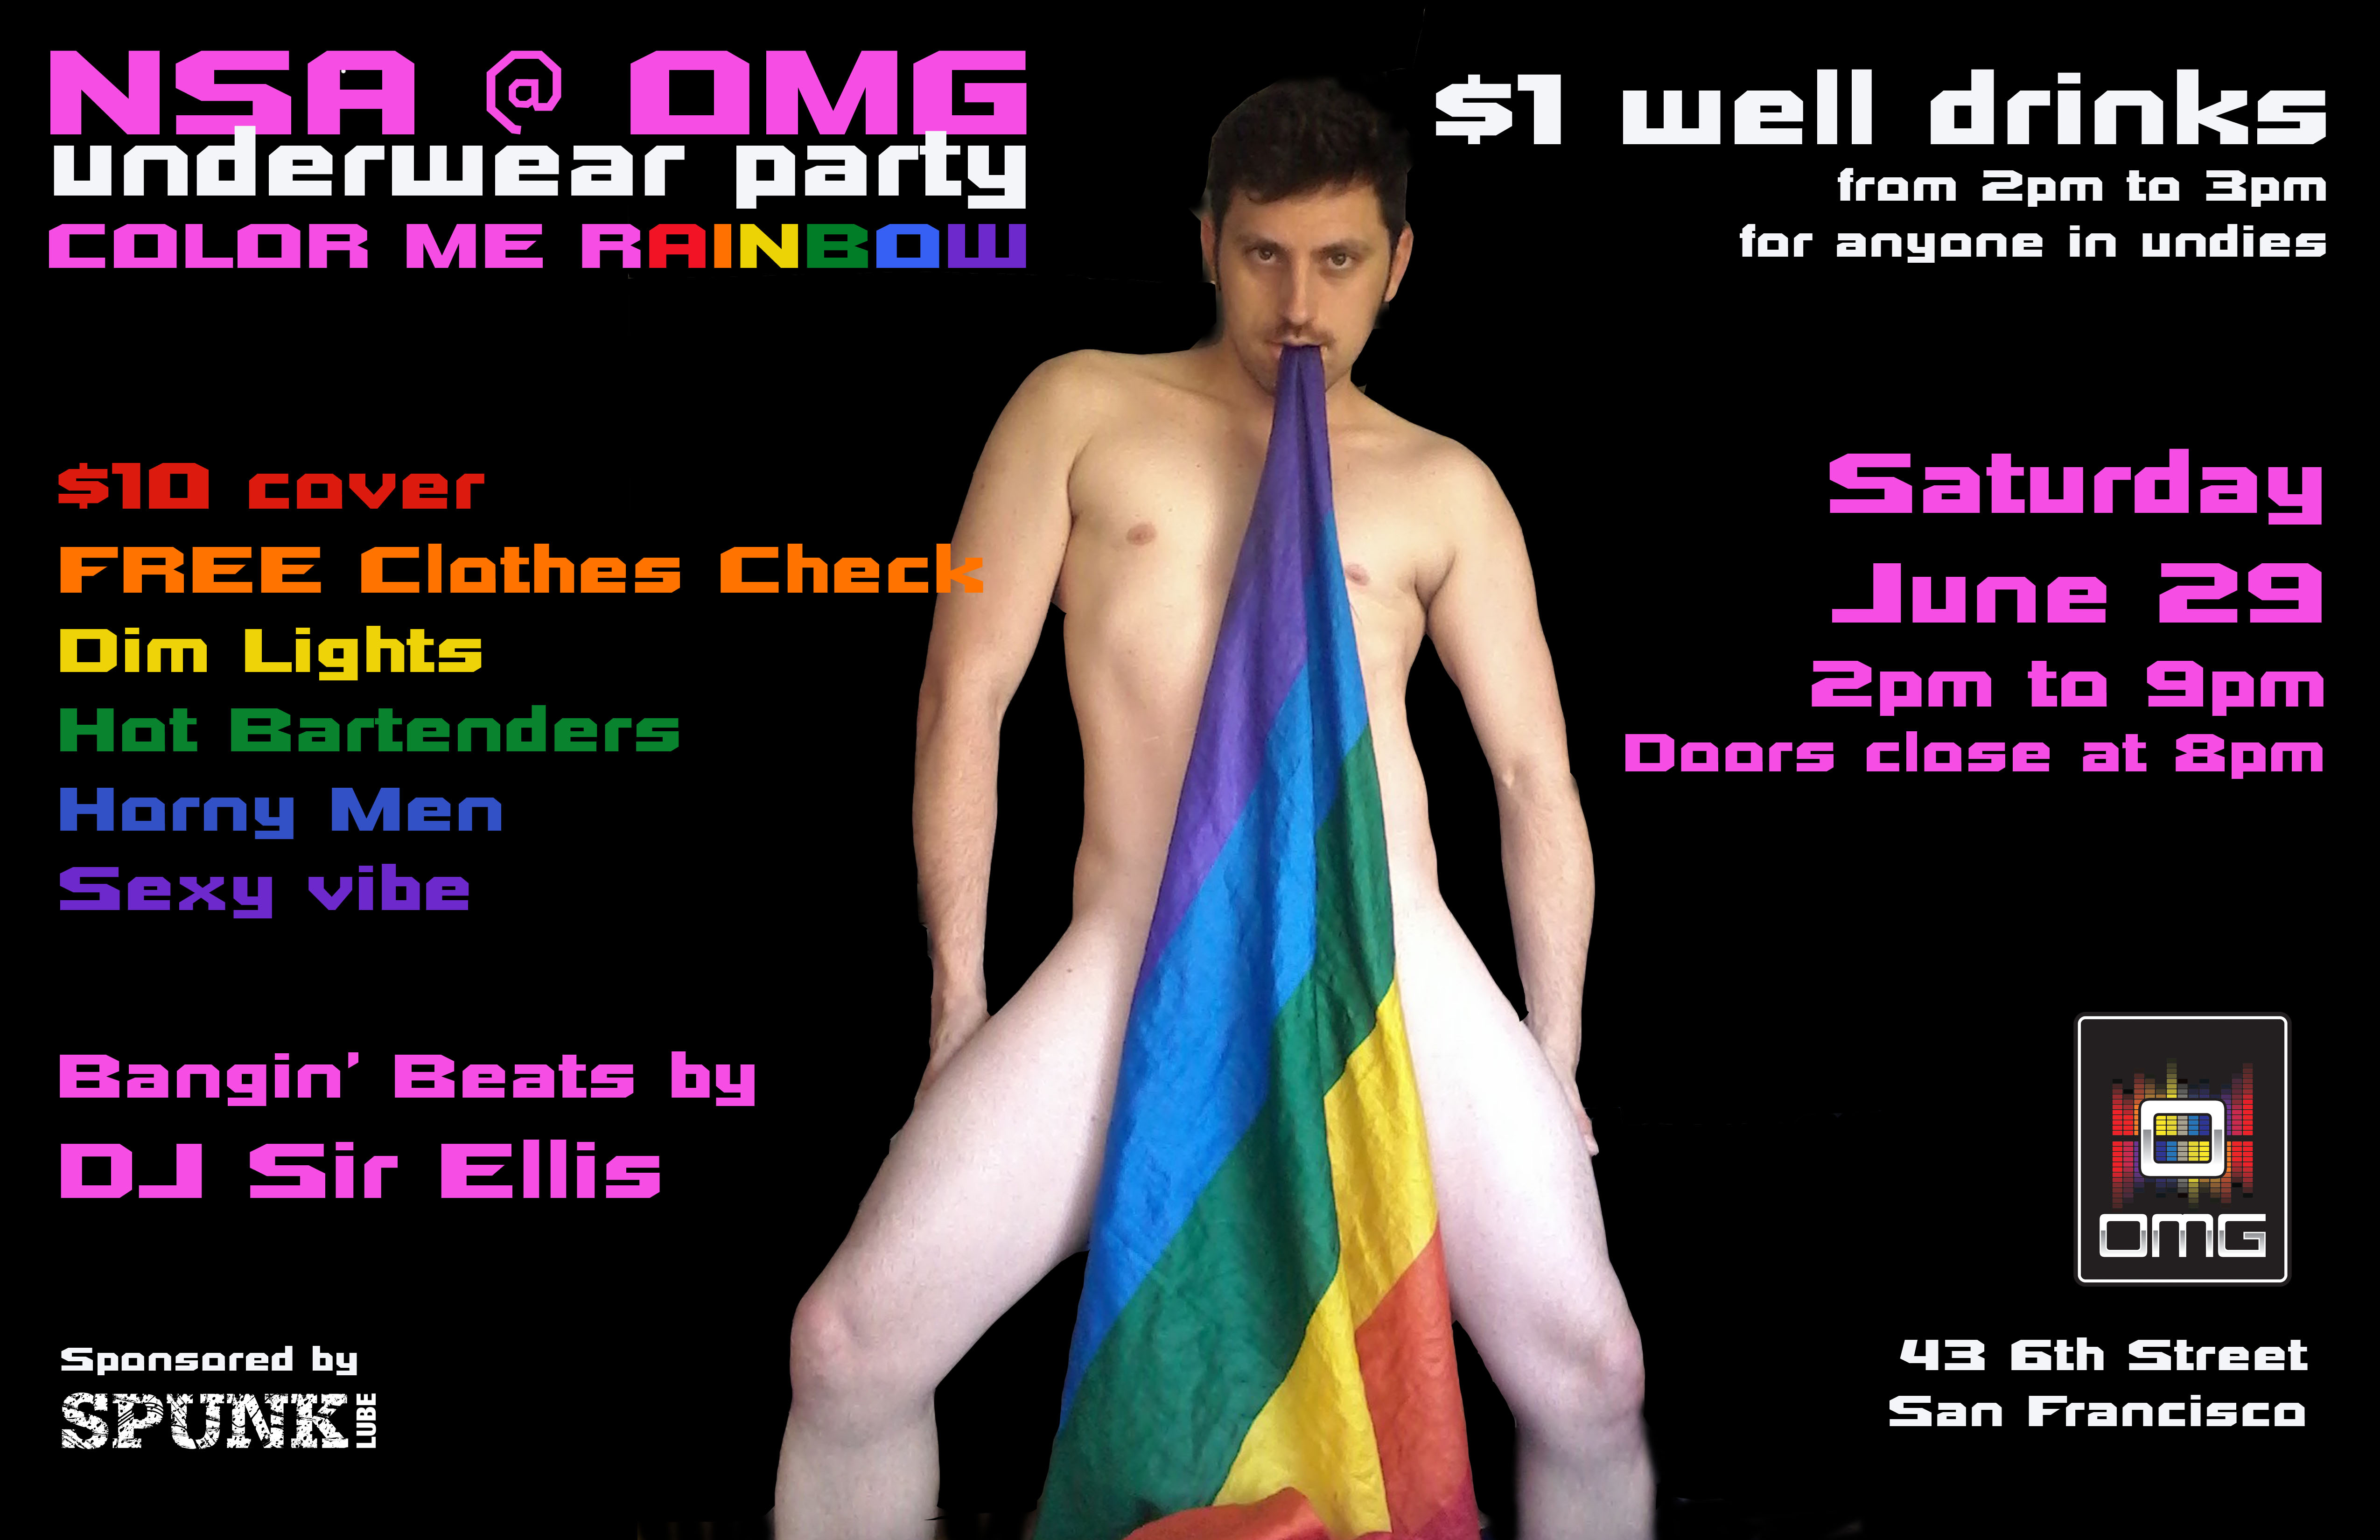 NSA @ OMG
underwear party
COLOR ME RAINBOW
$1 well drinks
from 2pm to 3pm
for anyone in undies
$10 cover
FREE Clothes Check
Dim Lights
Hot Bartenders
Horny Men
Sexy vibe
Saturday
June 29
2pm to 9pm
Doors close at 8pm
Bangin' Beats by
DJ Sir Ellis
Sponsored by
SPUNK LUBE
OMG
43 6th Street
San Francisco